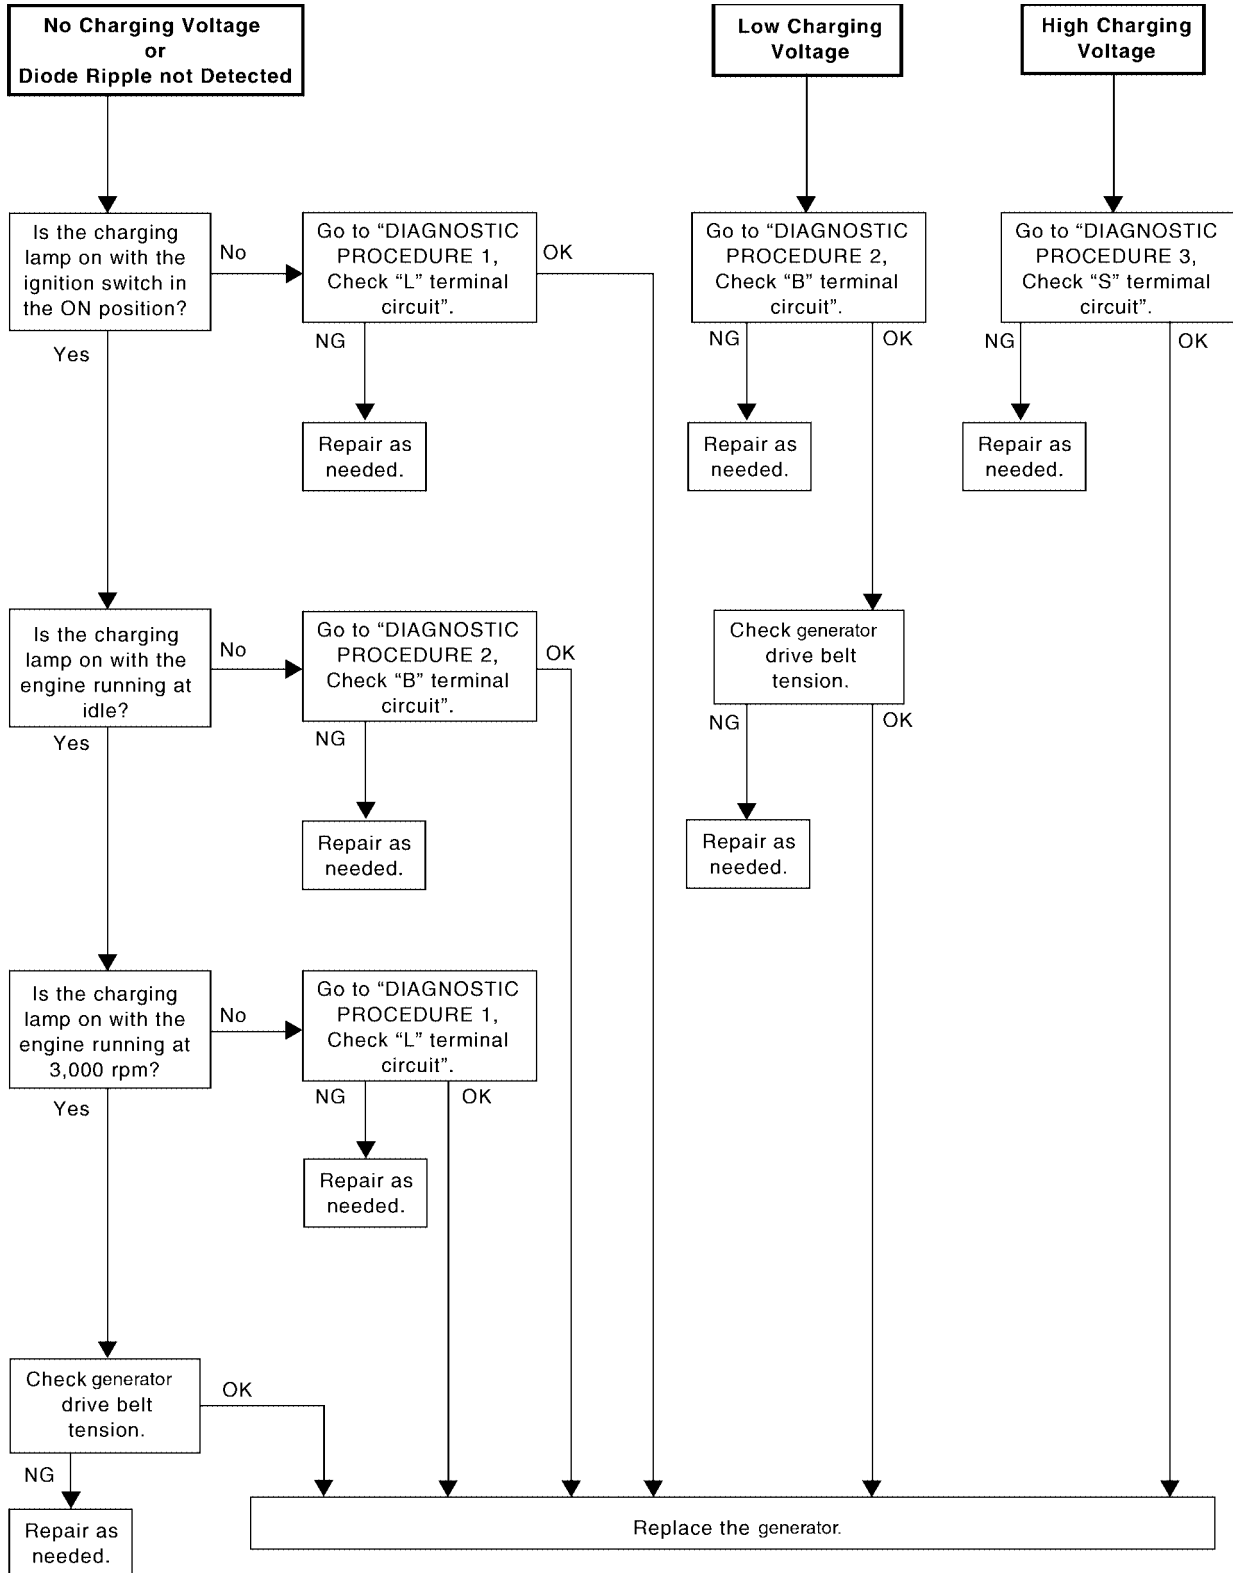 No Charging Voltage
or
Diode Ripple not Detected
Low Charging
Voltage
High Charging
Voltage
Is the charging
lamp on with the
ignition switch in
the ON position?
No
Go to “DIAGNOSTIC
PROCEDURE 1,
Check “L” terminal
circuit”.
OK
Go to “DIAGNOSTIC
PROCEDURE 2,
Check “B” terminal
circuit”.
Go to “DIAGNOSTIC
PROCEDURE 3,
Check “S” termimal
circuit”.
Yes
NG
NG
OK
NG
OK
Repair as
needed.
Repair as
needed.
Repair as
needed.
Is the charging
lamp on with the
engine running at
idle?
No
Go to “DIAGNOSTIC
PROCEDURE 2,
Check “B” terminal
circuit”.
OK
Check generator
drive belt
tension.
Yes
NG
NG
OK
Repair as
needed.
Repair as
needed.
Is the charging
lamp on with the
engine running at
3,000 rpm?
No
Go to “DIAGNOSTIC
PROCEDURE 1,
Check “L” terminal
circuit”.
Yes
NG
OK
Repair as
needed.
Check generator
drive belt
tension.
OK
NG
Repair as
needed.
Replace the generator.